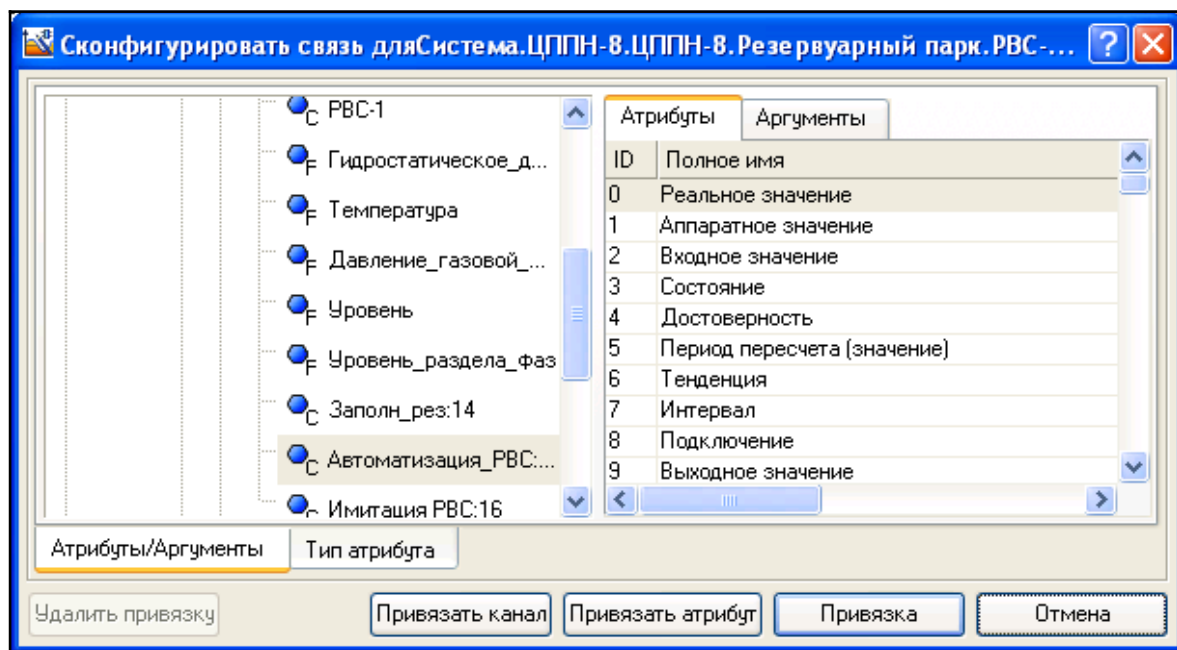 Сконфигурировать связь дляСистема.ЦППН-8.ЦППН-8.Резервуарный парк.РВС-...
РВС-1
Гидростатическое_д...
Температура
Давление_газовой_...
Уровень
Уровень_раздела_фаз
Заполн_рез:14
Автоматизация_РВС:...
Имитация РВС:16
Атрибуты Аргументы
ID Полное имя
0 Реальное значение
1 Аппаратное значение
2 Входное значение
3 Состояние
4 Достоверность
5 Период пересчета (значение)
6 Тенденция
7 Интервал
8 Подключение
9 Выходное значение
Атрибуты/Аргументы Тип атрибута
Удалить привязку Привязать канал Привязать атрибут Привязка Отмена